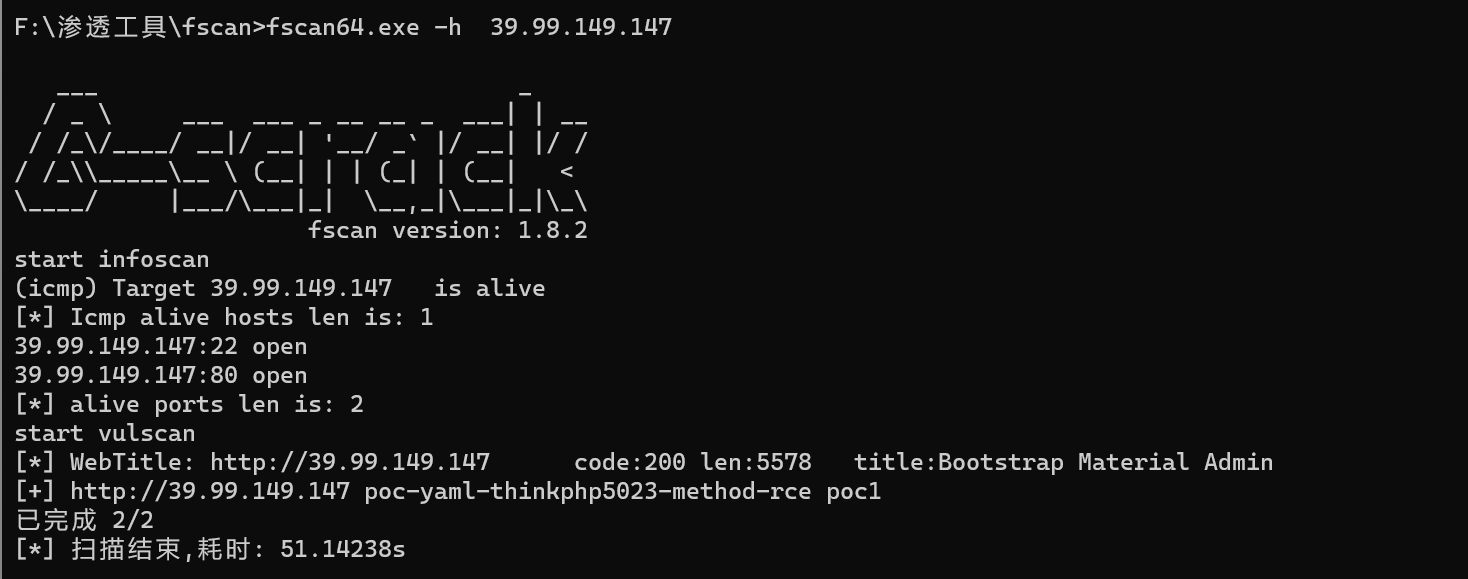 F:\渗透工具\fscan>fscan64.exe -h  39.99.149.147
   ___                              _
  / _ \     ___  ___ _ __ __ _  ___| | __
 / /_\/____/ __|/ __| '__/ _` |/ __| |/ /
/ /_\\_____\__ \ (__| | | (_| | (__|   <
\____/     |___/\___|_|  \__,_|\___|_|\_\
                     fscan version: 1.8.2
start infoscan
(icmp) Target 39.99.149.147   is alive
[*] Icmp alive hosts len is: 1
39.99.149.147:22 open
39.99.149.147:80 open
[*] alive ports len is: 2
start vulscan
[*] WebTitle: http://39.99.149.147      code:200 len:5578   title:Bootstrap Material Admin
[+] http://39.99.149.147 poc-yaml-thinkphp5023-method-rce poc1
已完成 2/2
[*] 扫描结束,耗时: 51.14238s